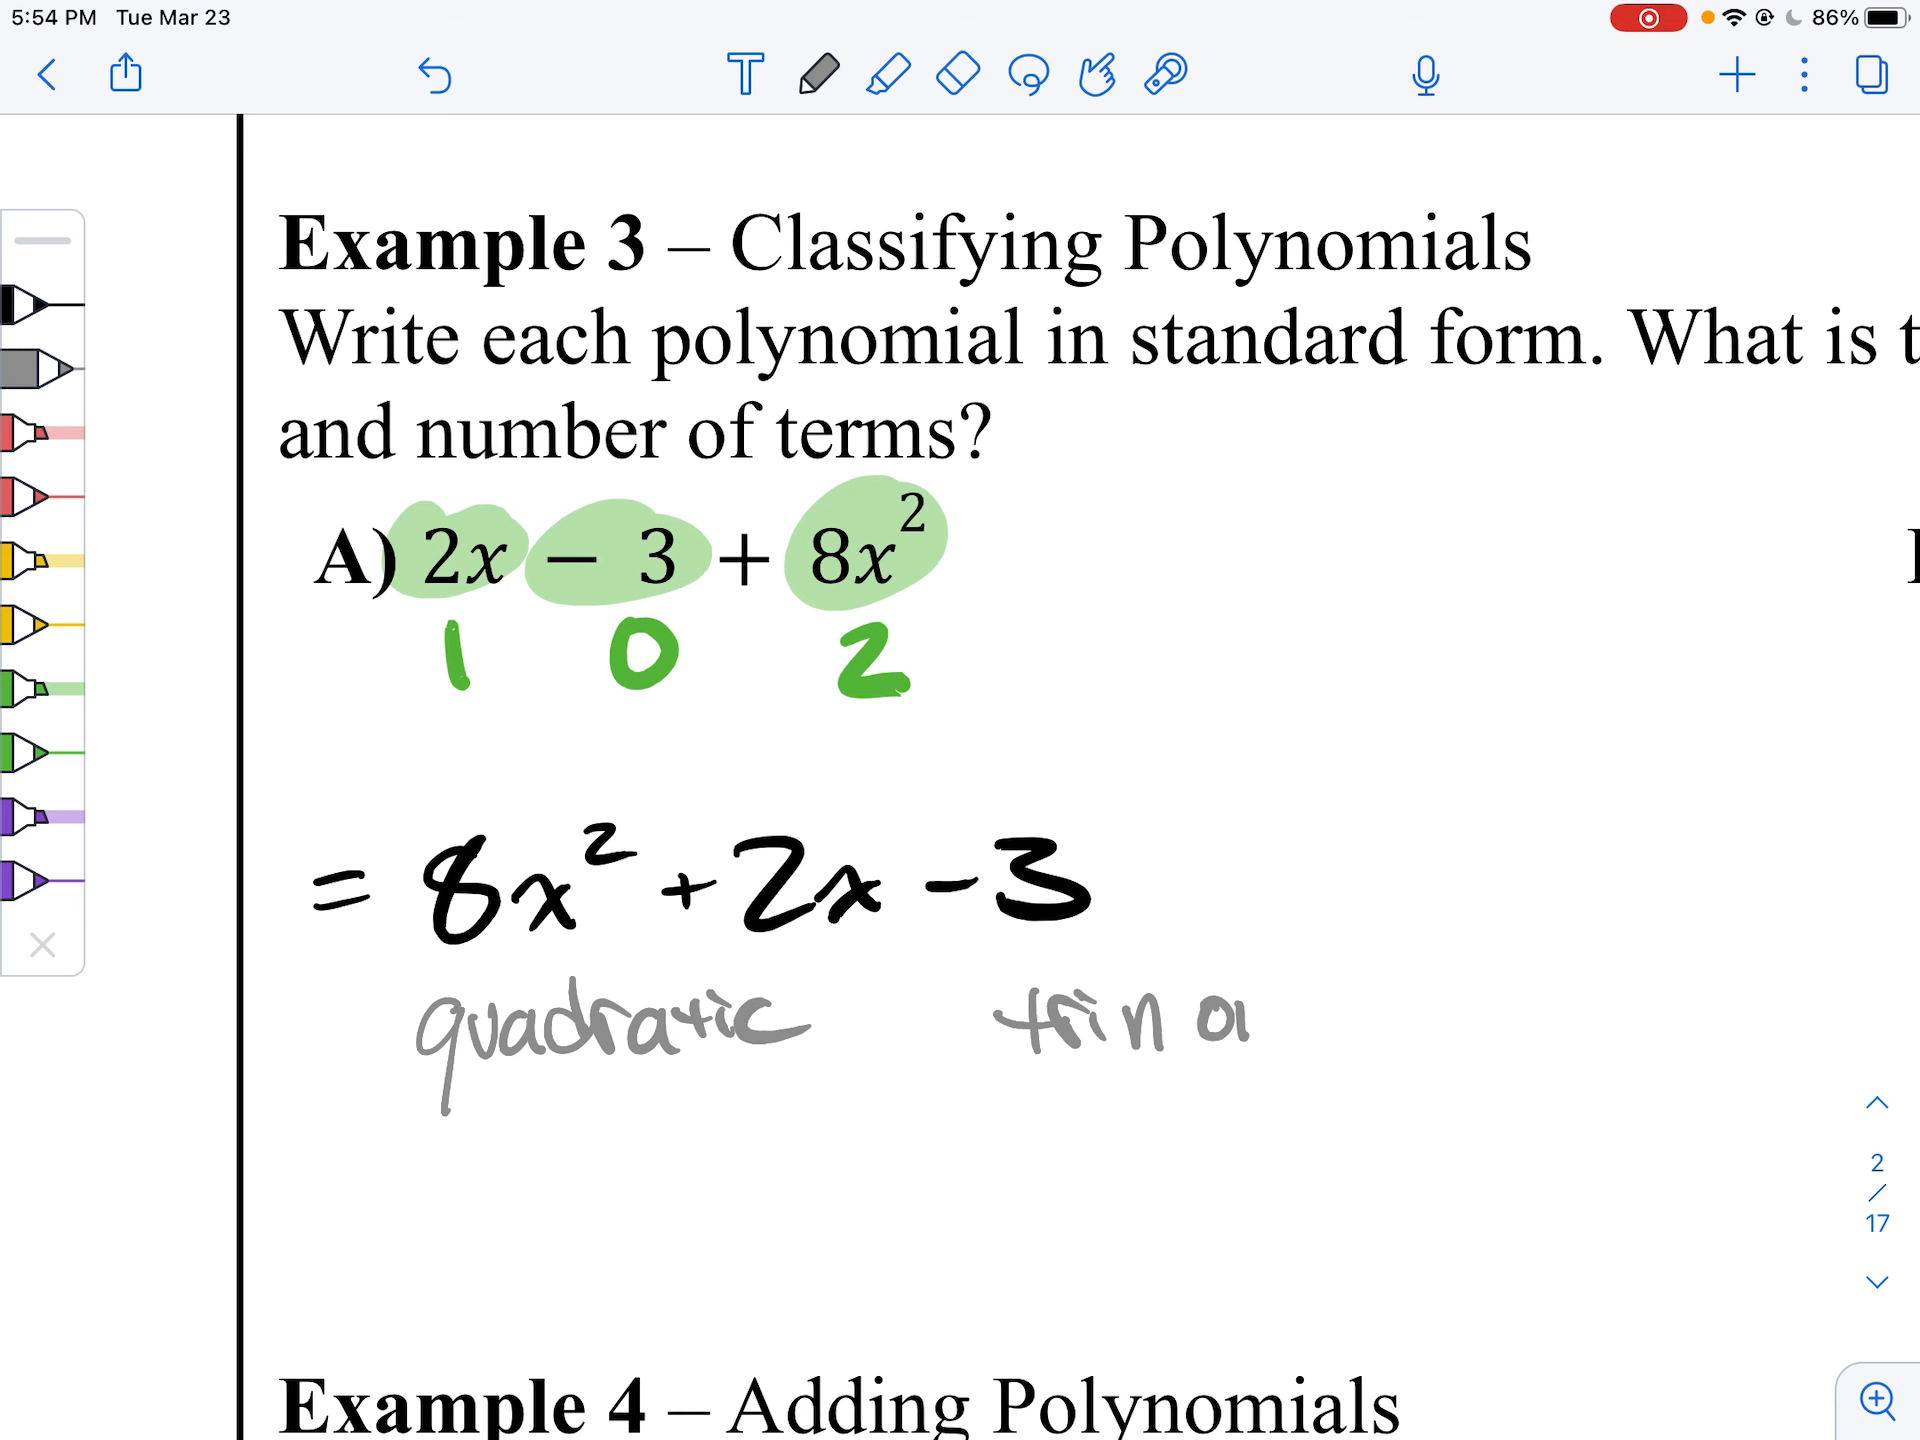 5:54 PM Tue Mar 23 86%
Example 3 – Classifying Polynomials
Write each polynomial in standard form. What is t
and number of terms?
A) 2x − 3 + 8x²
1 0 2
= 8x² + 2x - 3
quadratic trino
2
/
17
Example 4 – Adding Polynomials